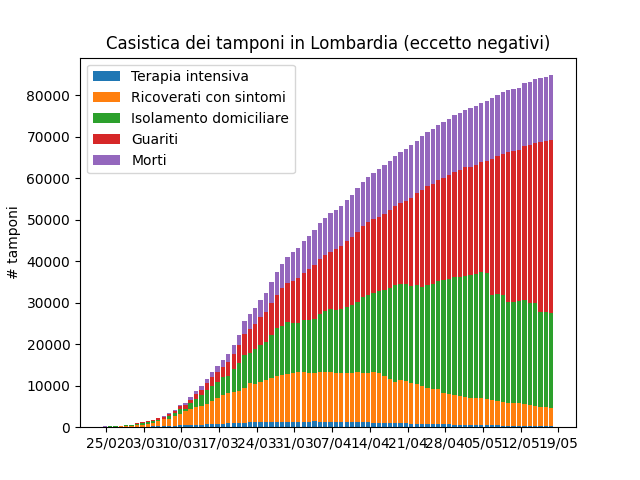 Casistica dei tamponi in Lombardia (eccetto negativi)
Terapia intensiva
Ricoverati con sintomi
Isolamento domiciliare
Guariti
Morti
# tamponi
80000
70000
60000
50000
40000
30000
20000
10000
0
25/02 03/03 10/03 17/03 24/03 31/03 07/04 14/04 21/04 28/04 05/05 12/05 19/05